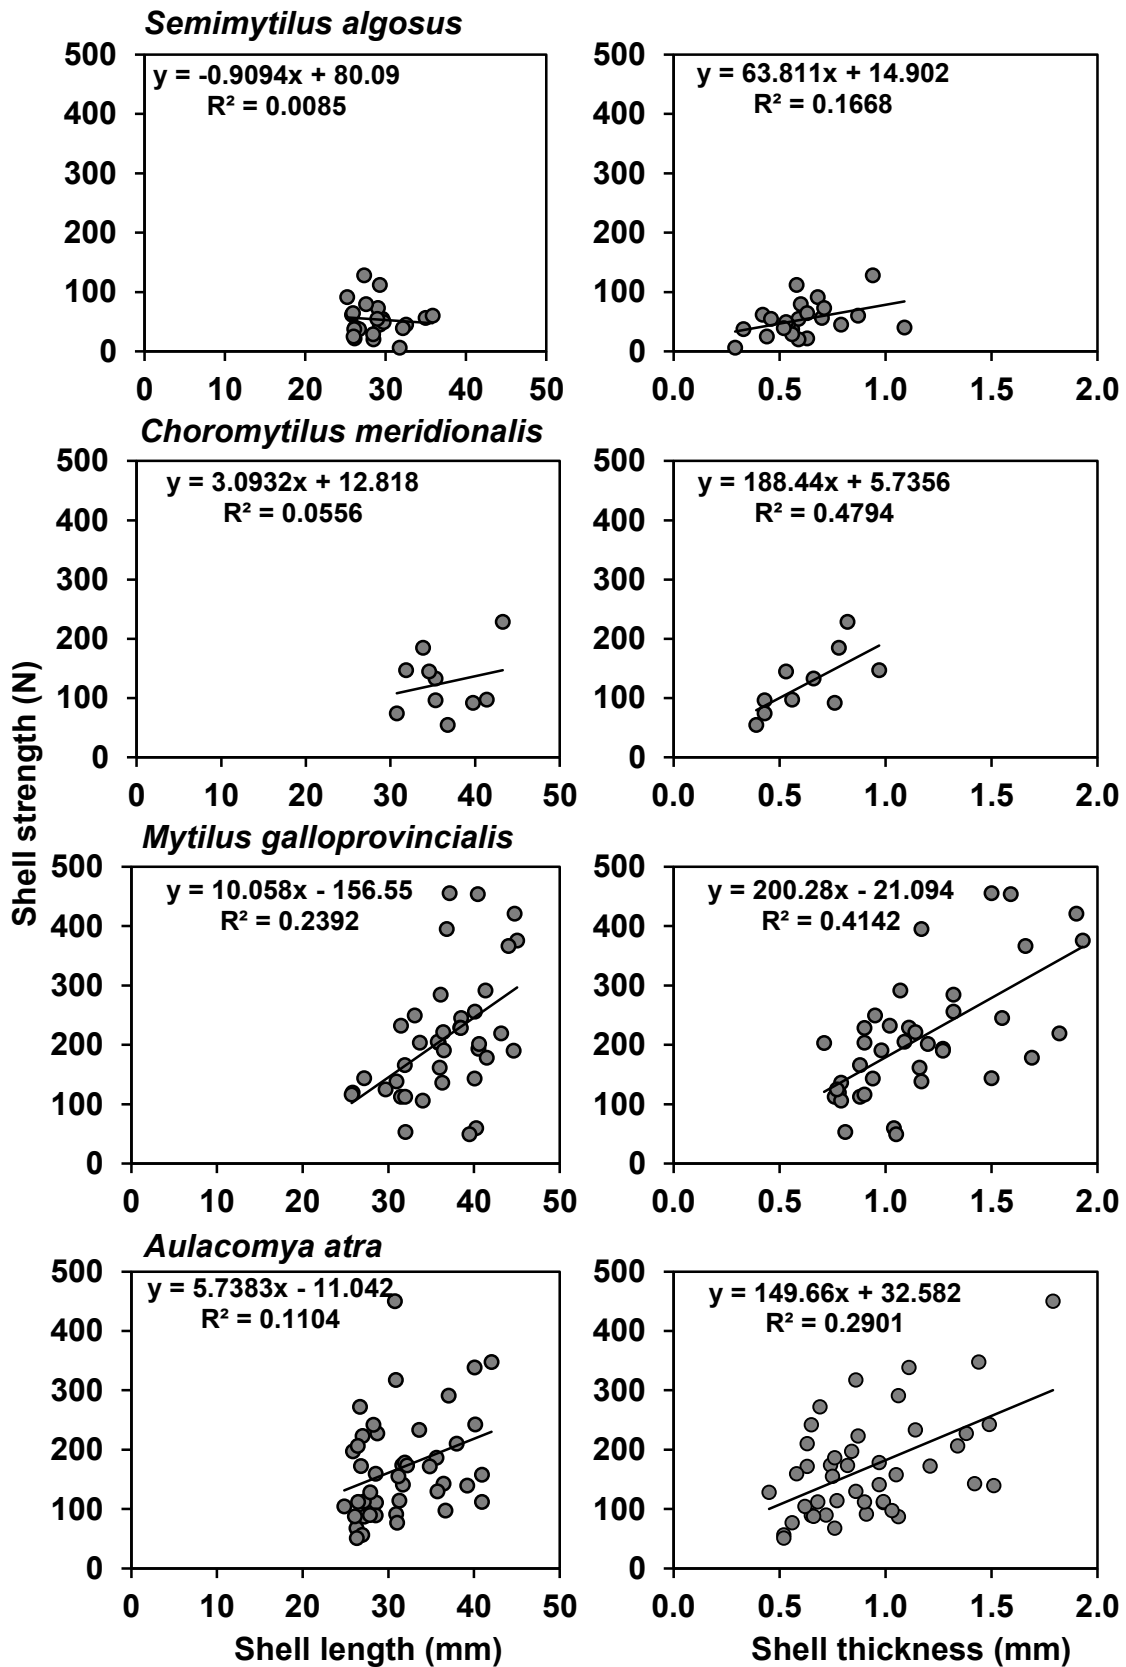 Semimytilus algosus
500
400
300
200
100
0
y = -0.9094x + 80.09
R² = 0.0085
0 10 20 30 40 50
500
400
300
200
100
0
y = 63.811x + 14.902
R² = 0.1668
0.0 0.5 1.0 1.5 2.0
Choromytilus meridionalis
500
400
300
200
100
0
y = 3.0932x + 12.818
R² = 0.0556
0 10 20 30 40 50
500
400
300
200
100
0
y = 188.44x + 5.7356
R² = 0.4794
0.0 0.5 1.0 1.5 2.0
Shell strength (N)
Mytilus galloprovincialis
500
400
300
200
100
0
y = 10.058x - 156.55
R² = 0.2392
0 10 20 30 40 50
500
400
300
200
100
0
y = 200.28x - 21.094
R² = 0.4142
0.0 0.5 1.0 1.5 2.0
Aulacomya atra
500
400
300
200
100
0
y = 5.7383x - 11.042
R² = 0.1104
0 10 20 30 40 50
Shell length (mm)
500
400
300
200
100
0
y = 149.66x + 32.582
R² = 0.2901
0.0 0.5 1.0 1.5 2.0
Shell thickness (mm)